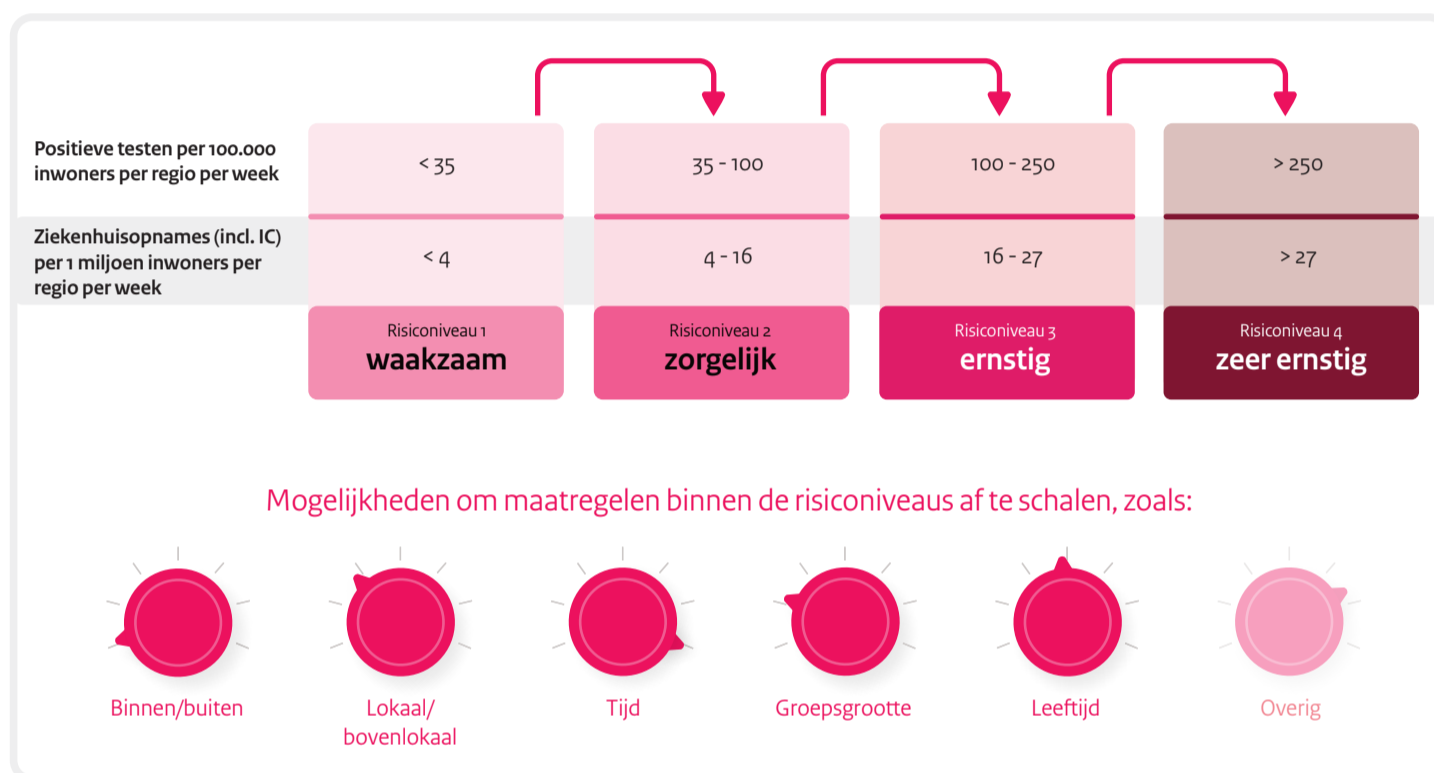 Positieve testen per 100.000
inwoners per regio per week
< 35
35 - 100
100 - 250
> 250
Ziekenhuisopnames (incl. IC)
per 1 miljoen inwoners per
regio per week
< 4
4 - 16
16 - 27
> 27
Risiconiveau 1
waakzaam
Risiconiveau 2
zorgelijk
Risiconiveau 3
ernstig
Risiconiveau 4
zeer ernstig
Mogelijkheden om maatregelen binnen de risiconiveaus af te schalen, zoals:
Binnen/buiten
Lokaal/
bovenlokaal
Tijd
Groepsgrootte
Leeftijd
Overig